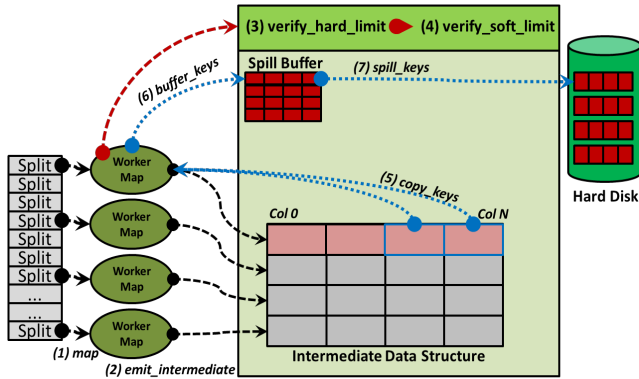 (3) verify_hard_limit (4) verify_soft_limit
Spill Buffer
(7) spill_keys
(6) buffer_keys
Hard Disk
Split
Split
Split
Split
Split
Split
Split
...
...
Split
Worker
Map
Worker
Map
Worker
Map
Worker
Map
(5) copy_keys
Col 0
Col N
(1) map
(2) emit_intermediate
Intermediate Data Structure